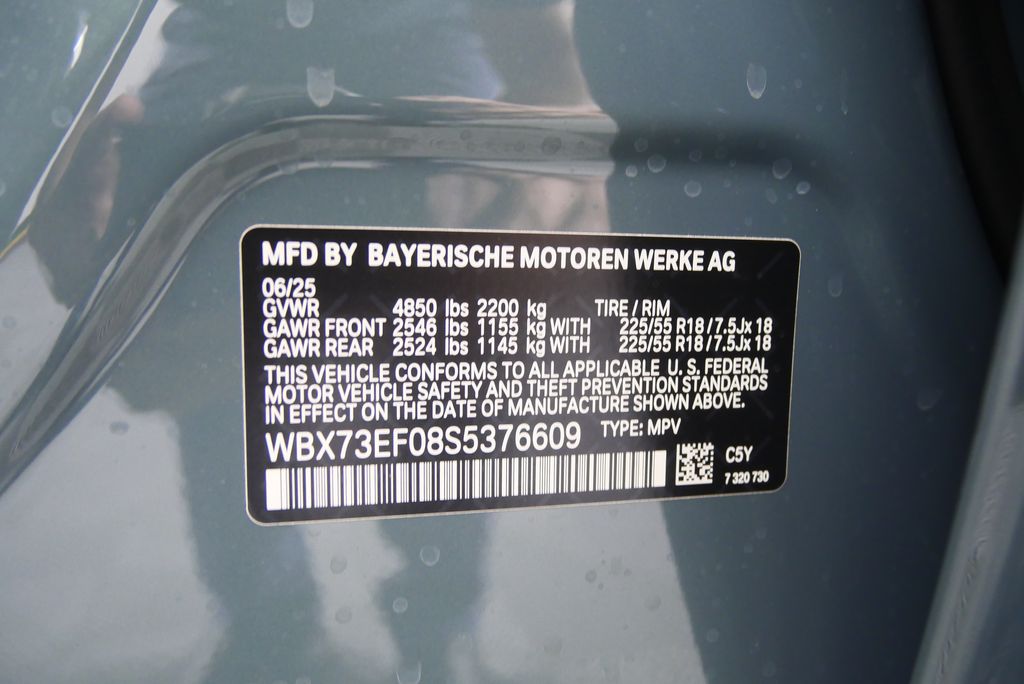 MFD BY BAYERISCHE MOTOREN WERKE AG
06/25
GVWR 4850 lbs 2200 kg TIRE / RIM
GAWR FRONT 2546 lbs 1155 kg WITH 225/55 R18 / 7.5Jx 18
GAWR REAR 2524 lbs 1145 kg WITH 225/55 R18 / 7.5Jx 18
THIS VEHICLE CONFORMS TO ALL APPLICABLE U. S. FEDERAL
MOTOR VEHICLE SAFETY AND THEFT PREVENTION STANDARDS
IN EFFECT ON THE DATE OF MANUFACTURE SHOWN ABOVE.
WBX73EF08S5376609 TYPE: MPV
C5Y
7 320 730